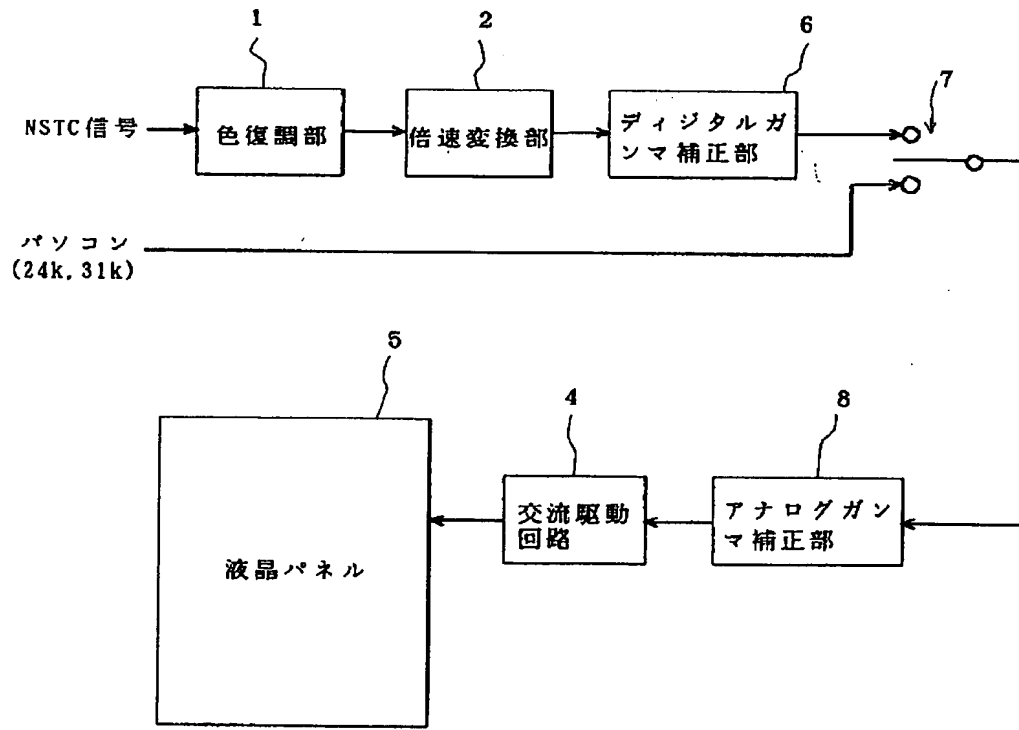 1
2
6
7
NSTC信号
色復調部
倍速変換部
ディジタルガ
ンマ補正部
パソコン
(24k, 31k)
5
4
8
液晶パネル
交流駆動
回路
アナログガン
マ補正部